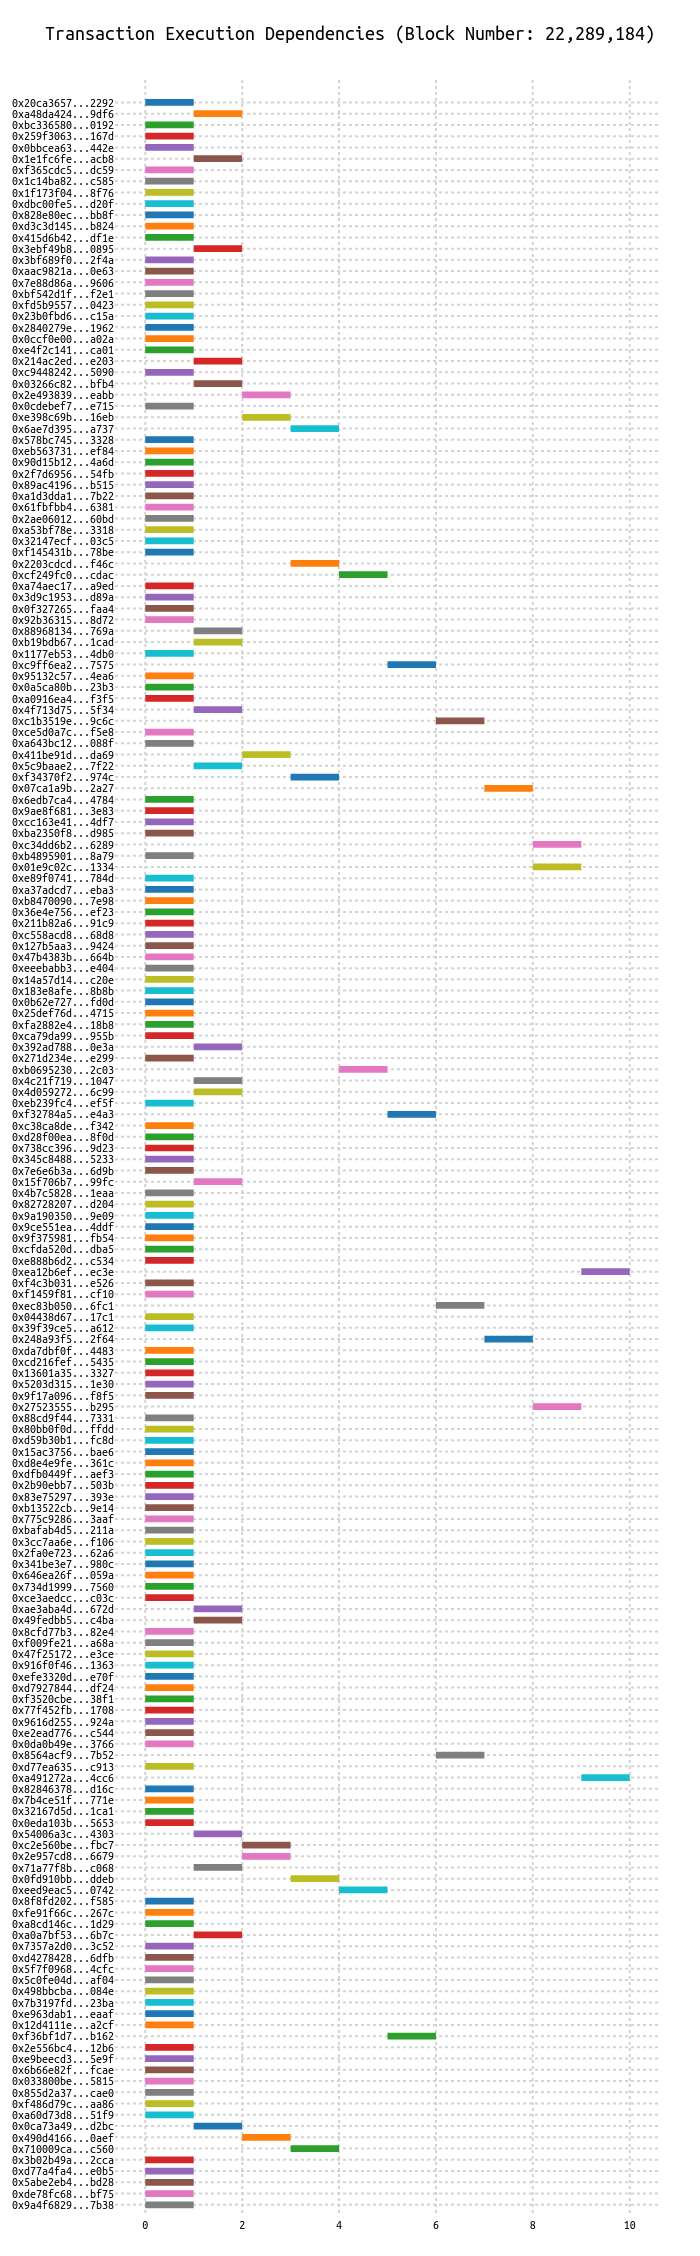 Transaction Execution Dependencies (Block Number: 22,289,184)
0x20ca3657...2292
0xa48da424...9df6
0xbc336580...0192
0x259f3063...167d
0x0bbcea63...442e
0x1e1fc6fe...acb8
0xf365cdc5...dc59
0x1c14ba82...c585
0x1f173f04...8f76
0xdbc00fe5...d20f
0x828e80ec...bb8f
0xd3c3d145...b824
0x415d6b42...df1e
0x3ebf49b8...0895
0x3bf689f0...2f4a
0xaac9821a...0e63
0x7e88d86a...9606
0xbf542d1f...f2e1
0xfd5b9557...0423
0x23b0fbd6...c15a
0x2840279e...1962
0x0ccf0e00...a02a
0xe4f2c141...ca01
0x214ac2ed...e203
0xc9448242...5090
0x03266c82...bfb4
0x2e493839...eabb
0x0cdebef7...e715
0xe398c69b...16eb
0x6ae7d395...a737
0x578bc745...3328
0xeb563731...ef84
0x90d15b12...4a6d
0x2f7d6956...54fb
0x89ac4196...b515
0xa1d3dda1...7b22
0x61fbfbb4...6381
0x2ae06012...60bd
0xa53bf78e...3318
0x32147ecf...03c5
0xf145431b...78be
0x2203cdcd...f46c
0xcf249fc0...cdac
0xa74aec17...a9ed
0x3d9c1953...d89a
0x0f327265...faa4
0x92b36315...8d72
0x88968134...769a
0xb19bdb67...1cad
0x1177eb53...4db0
0xc9ff6ea2...7575
0x95132c57...4ea6
0x0a5ca80b...23b3
0xa0916ea4...f3f5
0x4f713d75...5f34
0xc1b3519e...9c6c
0xce5d0a7c...f5e8
0xa643bc12...088f
0x411be91d...da69
0x5c9baae2...7f22
0xf34370f2...974c
0x07ca1a9b...2a27
0x6edb7ca4...4784
0x9ae8f681...3e83
0xcc163e41...4df7
0xba2350f8...d985
0xc34dd6b2...6289
0xb4895901...8a79
0x01e9c02c...1334
0xe89f0741...784d
0xa37adcd7...eba3
0xb8470090...7e98
0x36e4e756...ef23
0x211b82a6...91c9
0xc558acd8...68d8
0x127b5aa3...9424
0x47b4383b...664b
0xeeebabb3...e404
0x14a57d14...c20e
0x183e8afe...8b8b
0x0b62e727...fd0d
0x25def76d...4715
0xfa2882e4...18b8
0xca79da99...955b
0x392ad788...0e3a
0x271d234e...e299
0xb0695230...2c03
0x4c21f719...1047
0x4d059272...6c99
0xeb239fc4...ef5f
0xf32784a5...e4a3
0xc38ca8de...f342
0xd28f00ea...8f0d
0x738cc396...9d23
0x345c8488...5233
0x7e6e6b3a...6d9b
0x15f706b7...99fc
0x4b7c5828...1eaa
0x82728207...d204
0x9a190350...9e09
0x9ce551ea...4ddf
0x9f375981...fb54
0xcfda520d...dba5
0xe888b6d2...c534
0xea12b6ef...ec3e
0xf4c3b031...e526
0xf1459f81...cf10
0xec83b050...6fc1
0x04438d67...17c1
0x39f39ce5...a612
0x248a93f5...2f64
0xda7dbf0f...4483
0xcd216fef...5435
0x13601a35...3327
0x5203d315...1e30
0x9f17a096...f8f5
0x27523555...b295
0x88cd9f44...7331
0x80bb0f0d...ffdd
0xd59b30b1...fc8d
0x15ac3756...bae6
0xd8e4e9fe...361c
0xdfb0449f...aef3
0x2b90ebb7...503b
0x83e75297...393e
0xb13522cb...9e14
0x775c9286...3aaf
0xbafab4d5...211a
0x3cc7aa6e...f106
0x2fa0e723...62a6
0x341be3e7...980c
0x646ea26f...059a
0x734d1999...7560
0xce3aedcc...c03c
0xae3aba4d...672d
0x49fedbb5...c4ba
0x8cfd77b3...82e4
0xf009fe21...a68a
0x47f25172...e3ce
0x916f0f46...1363
0xefe3320d...e70f
0xd7927844...df24
0xf3520cbe...38f1
0x77f452fb...1708
0x9616d255...924a
0xe2ead776...c544
0x0da0b49e...3766
0x8564acf9...7b52
0xd77ea635...c913
0xa491272a...4cc6
0x82846378...d16c
0x7b4ce51f...771e
0x32167d5d...1ca1
0x0eda103b...5653
0x54006a3c...4303
0xc2e560be...fbc7
0x2e957cd8...6679
0x71a77f8b...c068
0x0fd910bb...ddeb
0xeed9eac5...0742
0x8f8fd202...f585
0xfe91f66c...267c
0xa8cd146c...1d29
0xa0a7bf53...6b7c
0x7357a2d0...3c52
0xd4278428...6dfb
0x5f7f0968...4cfc
0x5c0fe04d...af04
0x498bbcba...084e
0x7b3197fd...23ba
0xe963dab1...eaaf
0x12d4111e...a2cf
0xf36bf1d7...b162
0x2e556bc4...12b6
0xe9beecd3...5e9f
0x6b66e82f...fcae
0x033800be...5815
0x855d2a37...cae0
0xf486d79c...aa86
0xa60d73d8...51f9
0x0ca73a49...d2bc
0x490d4166...0aef
0x710009ca...c560
0x3b02b49a...2cca
0xd77a4fa4...e0b5
0x5abe2eb4...bd28
0xde78fc68...bf75
0x9a4f6829...7b38
0 2 4 6 8 10